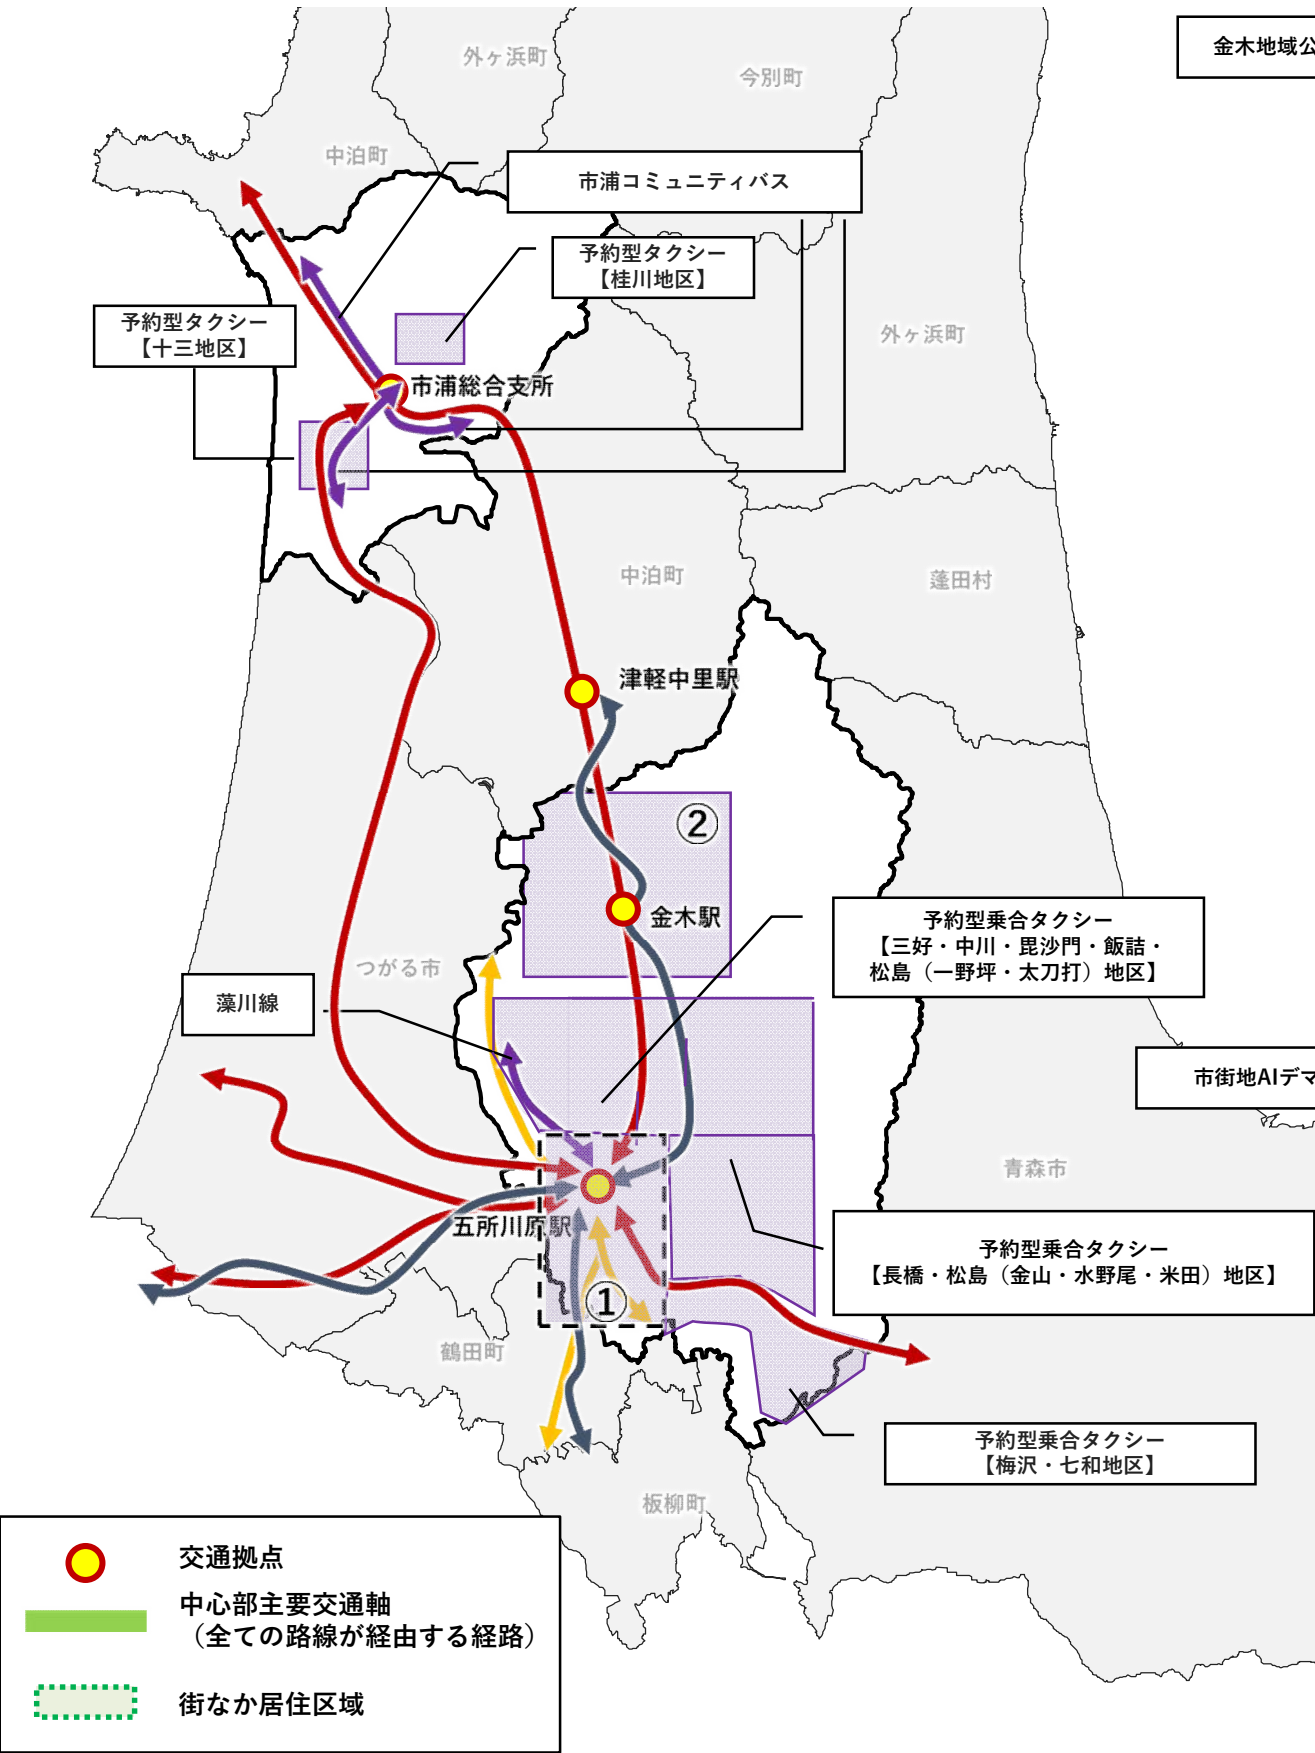 外ヶ浜町
今別町
金木地域公
中泊町
市浦コミュニティバス
予約型タクシー
【桂川地区】
予約型タクシー
【十三地区】
外ヶ浜町
市浦総合支所
中泊町
蓬田村
津軽中里駅
②
金木駅
予約型乗合タクシー
【三好・中川・毘沙門・飯詰・
松島（一野坪・太刀打）地区】
つがる市
藻川線
市街地AIデマ
青森市
五所川原駅
予約型乗合タクシー
【長橋・松島（金山・水野尾・米田）地区】
①
鶴田町
予約型乗合タクシー
【梅沢・七和地区】
板柳町
交通拠点
中心部主要交通軸
（全ての路線が経由する経路）
街なか居住区域